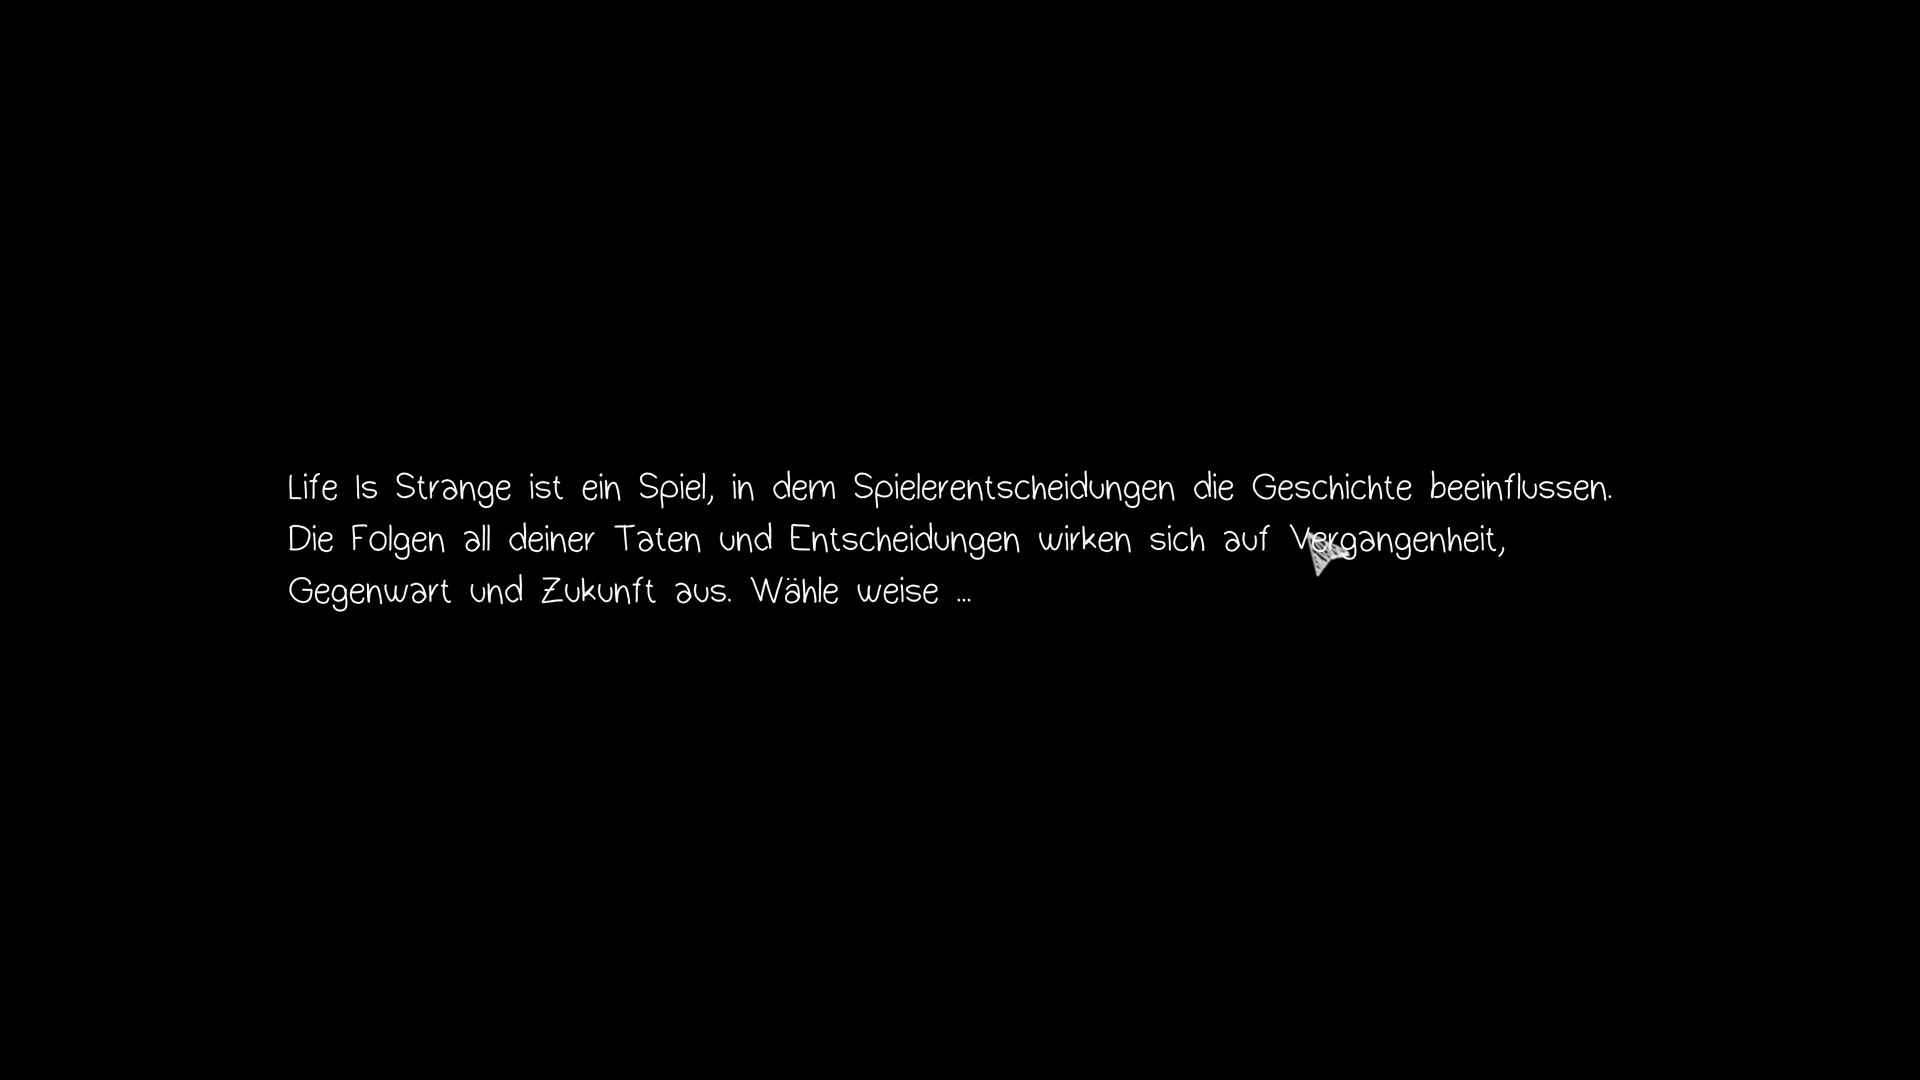 Life Is Strange ist ein Spiel, in dem Spielerentscheidungen die Geschichte beeinflussen.
Die Folgen all deiner Taten und Entscheidungen wirken sich auf Vergangenheit,
Gegenwart und Zukunft aus. Wähle weise ...